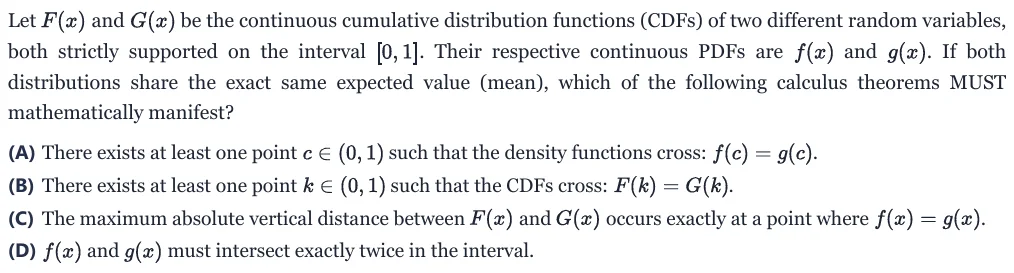 Let F(x) and G(x) be the continuous cumulative distribution functions (CDFs) of two different random variables,
both strictly supported on the interval [0, 1]. Their respective continuous PDFs are f(x) and g(x). If both
distributions share the exact same expected value (mean), which of the following calculus theorems MUST
mathematically manifest?
(A) There exists at least one point c ∈ (0, 1) such that the density functions cross: f(c) = g(c).
(B) There exists at least one point k ∈ (0, 1) such that the CDFs cross: F(k) = G(k).
(C) The maximum absolute vertical distance between F(x) and G(x) occurs exactly at a point where f(x) = g(x).
(D) f(x) and g(x) must intersect exactly twice in the interval.